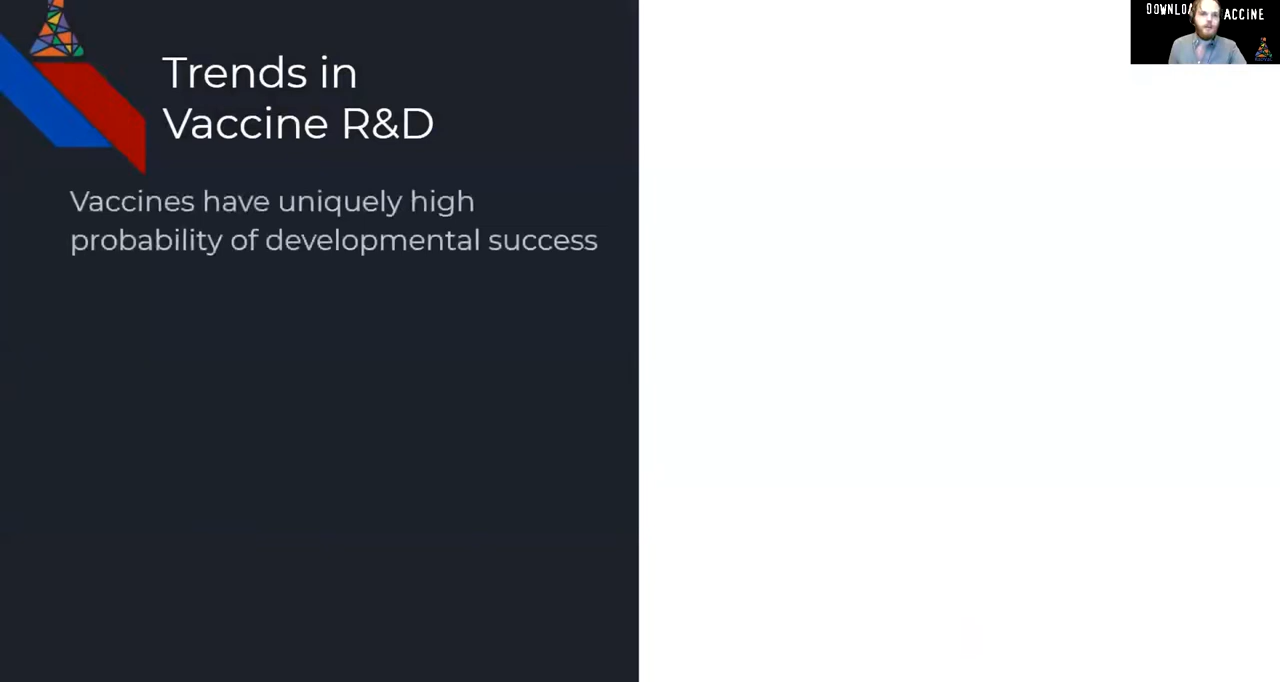 Trends in
Vaccine R&D
Vaccines have uniquely high
probability of developmental success
ACCINE